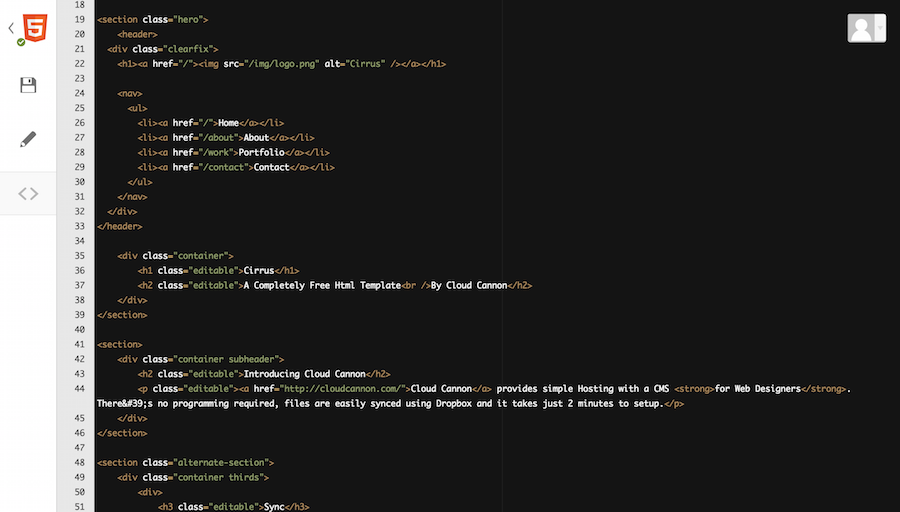 5
18
19 <section class="hero">
20 <header>
21 <div class="clearfix">
22 <h1><a href="/"><img src="/img/logo.png" alt="Cirrus" /></a></h1>
23
24 <nav>
25 <ul>
26 <li><a href="/">Home</a></li>
27 <li><a href="/about">About</a></li>
28 <li><a href="/work">Portfolio</a></li>
29 <li><a href="/contact">Contact</a></li>
30 </ul>
31 </nav>
32 </div>
33 </header>
34
35 <div class="container">
36 <h1 class="editable">Cirrus</h1>
37 <h2 class="editable">A Completely Free Html Template<br />By Cloud Cannon</h2>
38 </div>
39 </section>
40
41 <section>
42 <div class="container subheader">
43 <h2 class="editable">Introducing Cloud Cannon</h2>
44 <p class="editable"><a href="http://cloudcannon.com/">Cloud Cannon</a> provides simple Hosting with a CMS <strong>for Web Designers</strong>.
There&#39;s no programming required, files are easily synced using Dropbox and it takes just 2 minutes to setup.</p>
45 </div>
46 </section>
47
48 <section class="alternate-section">
49 <div class="container thirds">
50 <div>
51 <h3 class="editable">Sync</h3>